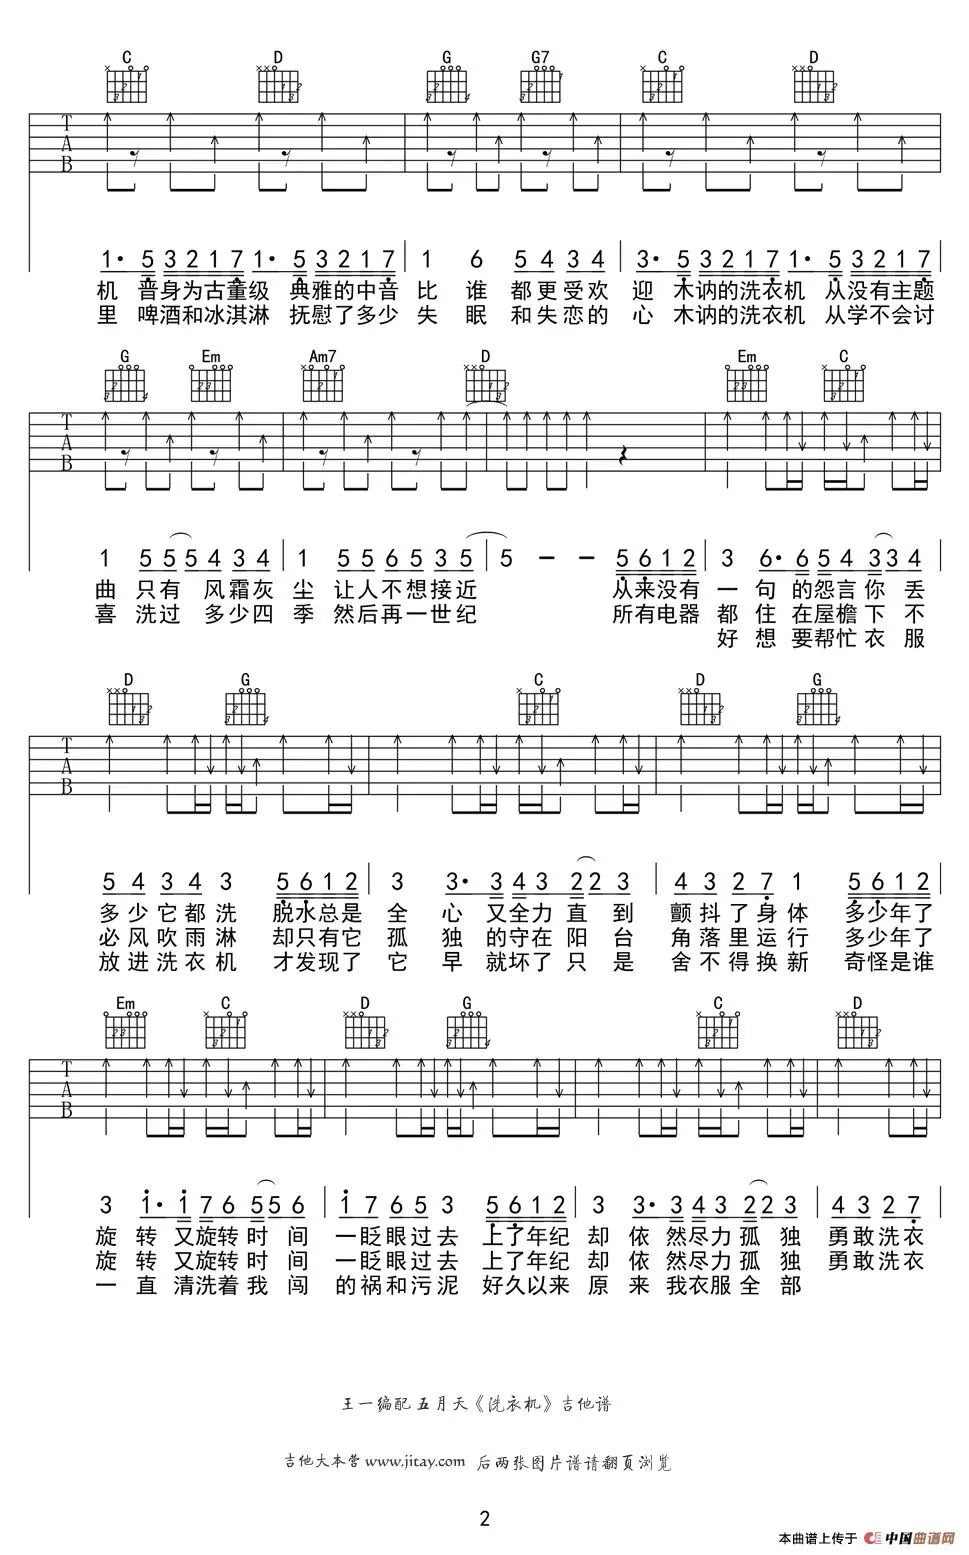 C D G G7 C D
T
A
B
1· 5 3 2 1 7 1· 5 3 2 1 7 1 6 5 4 3 4 3· 5 3 2 1 7 1· 5 3 2 1 7
机 音身为古董级 典雅的中音 比 谁 都更受欢 迎 木讷的洗衣机 从没有主题
里 啤酒和冰淇淋 抚慰了多少 失 眠 和失恋的 心 木讷的洗衣机 从学不会讨
G Em Am7 D Em C
T
A
B
1 5 5 5 4 3 4 1 5 5 6 5 3 5 5 - - 5 6 1 2 3 6· 6 5 4 3 3 4
曲 只有 风霜灰 尘 让人不想接近 从来没有 一 句 的怨言你 丢
喜 洗过 多少四 季 然后再一世纪 所有电器 都 住 在屋檐下 不
好 想 要帮忙衣 服
D G C D G
T
A
B
5 4 3 4 3 5 6 1 2 3 3· 3 4 3 2 2 3 4 3 2 7 1 5 6 1 2
多少它都洗 脱水总是 全 心 又全力直 到 颤抖了身体 多少年了
必风吹雨淋 却只有它 孤 独 的守在阳 台 角落里运行 多少年了
放进洗衣机 才发现了 它 早 就坏了只 是 舍不得换新 奇怪是谁
Em C D G C D
T
A
B
3 1· 1 7 6 5 5 6 1 7 6 5 3 5 6 1 2 3 3· 3 4 3 2 2 3 4 3 2 7
旋 转 又旋转时 间 一眨眼过去 上了年纪 却 依 然尽力孤 独 勇敢洗衣
旋 转 又旋转时 间 一眨眼过去 上了年纪 却 依 然尽力孤 独 勇敢洗衣
一 直 清洗着我 闯 的祸和污泥 好久以来 原 来 我衣服全 部
王一编配 五月天《洗衣机》吉他谱
吉他大本营 www.jitay.com 后两张图片谱请翻页浏览
2
本曲谱上传于 中国曲谱网